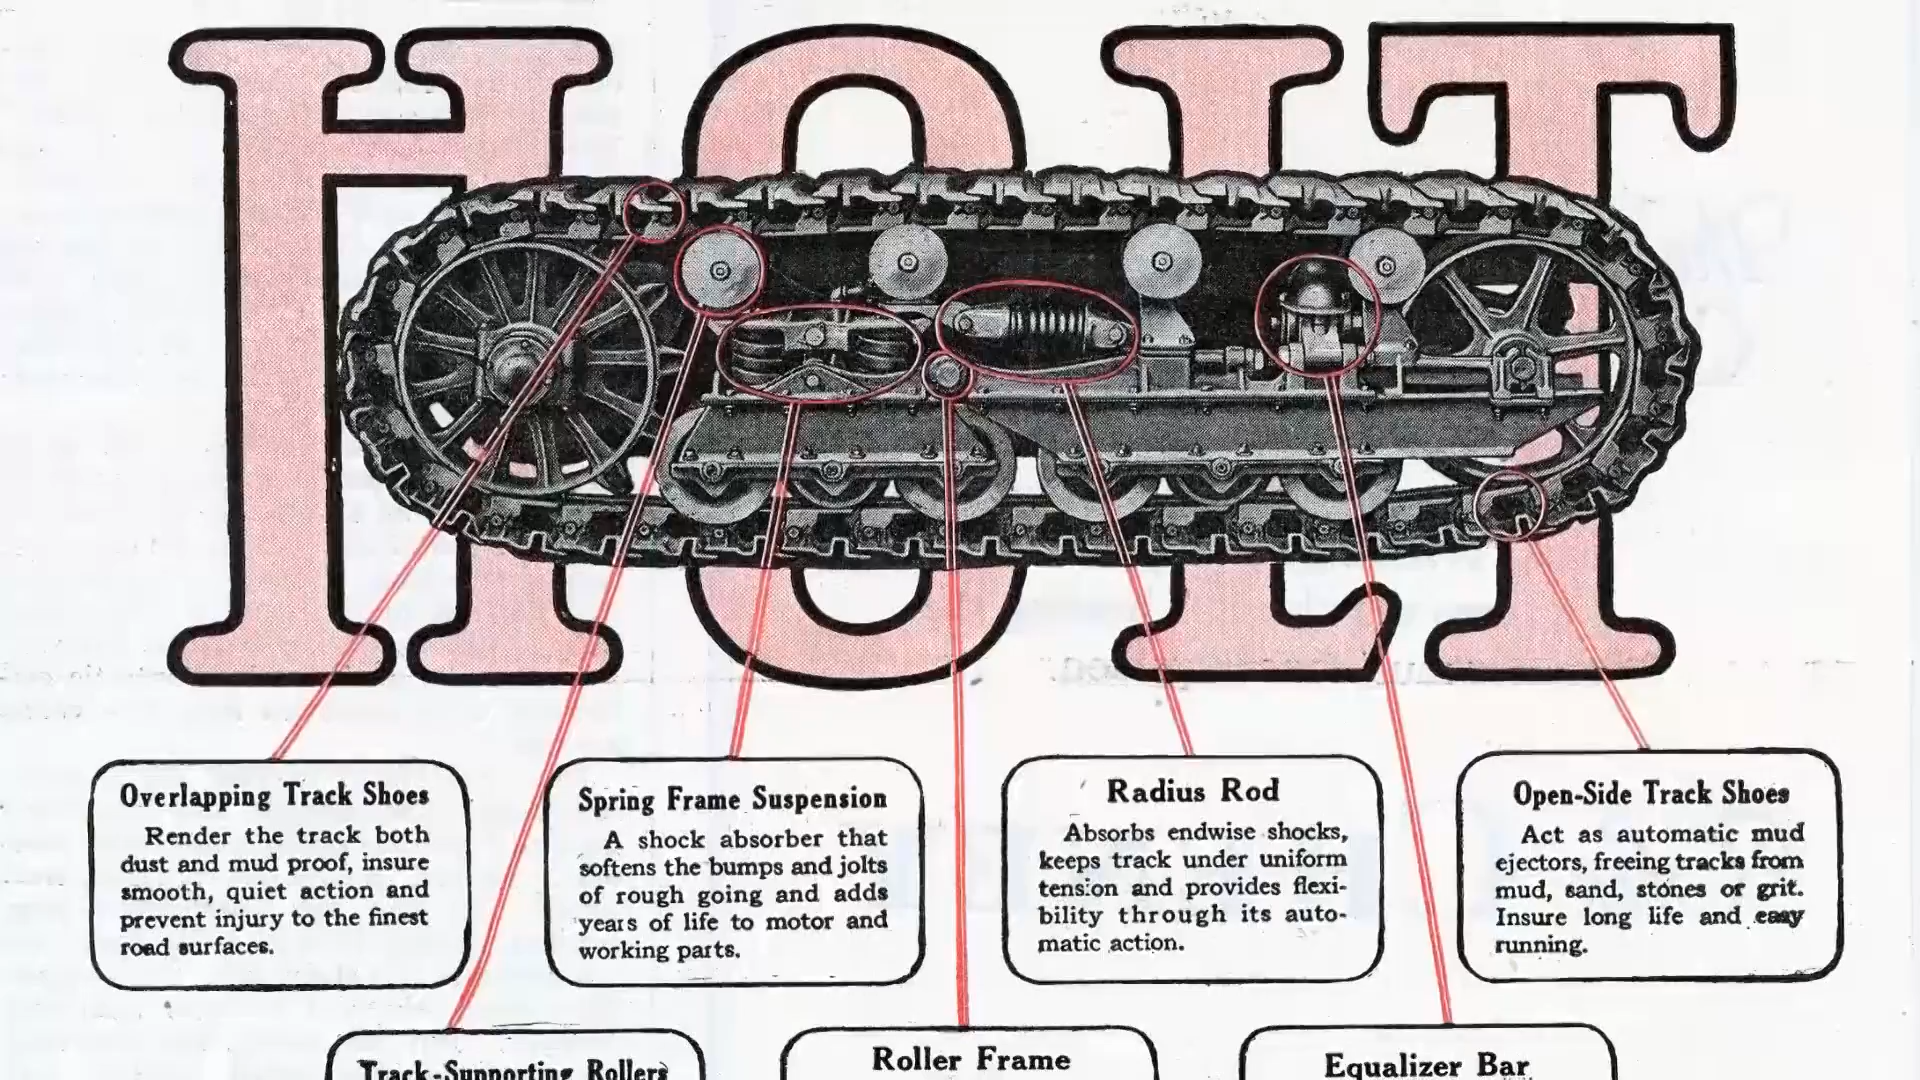 HOLT
Overlapping Track Shoes
Render the track both
dust and mud proof, insure
smooth, quiet action and
prevent injury to the finest
road surfaces.
Spring Frame Suspension
A shock absorber that
softens the bumps and jolts
of rough going and adds
years of life to motor and
working parts.
Radius Rod
Absorbs endwise shocks,
keeps track under uniform
tension and provides flexi-
bility through its auto-
matic action.
Open-Side Track Shoes
Act as automatic mud
ejectors, freeing tracks from
mud, sand, stones or grit.
Insure long life and easy
running.
Track-Supporting Rollers
Roller Frame
Equalizer Bar